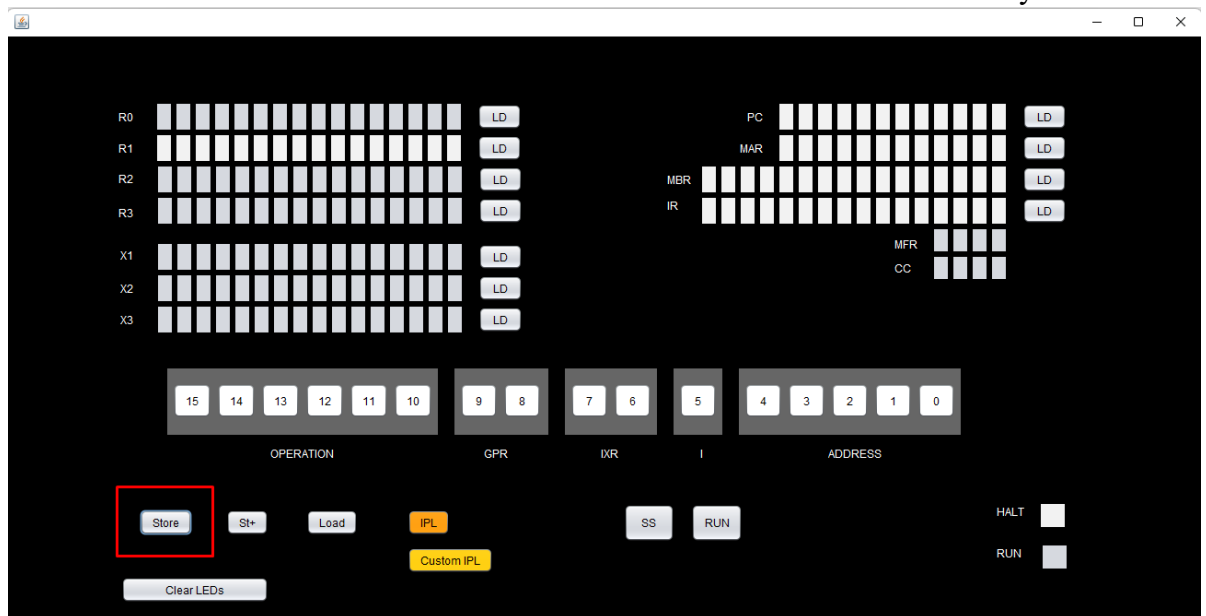 R0 LD PC LD
R1 LD MAR LD
R2 LD MBR LD
R3 LD IR LD
MFR
X1 LD CC
X2 LD
X3 LD
15 14 13 12 11 10 9 8 7 6 5 4 3 2 1 0
OPERATION GPR IXR I ADDRESS
Store St+ Load IPL SS RUN HALT
Custom IPL RUN
Clear LEDs